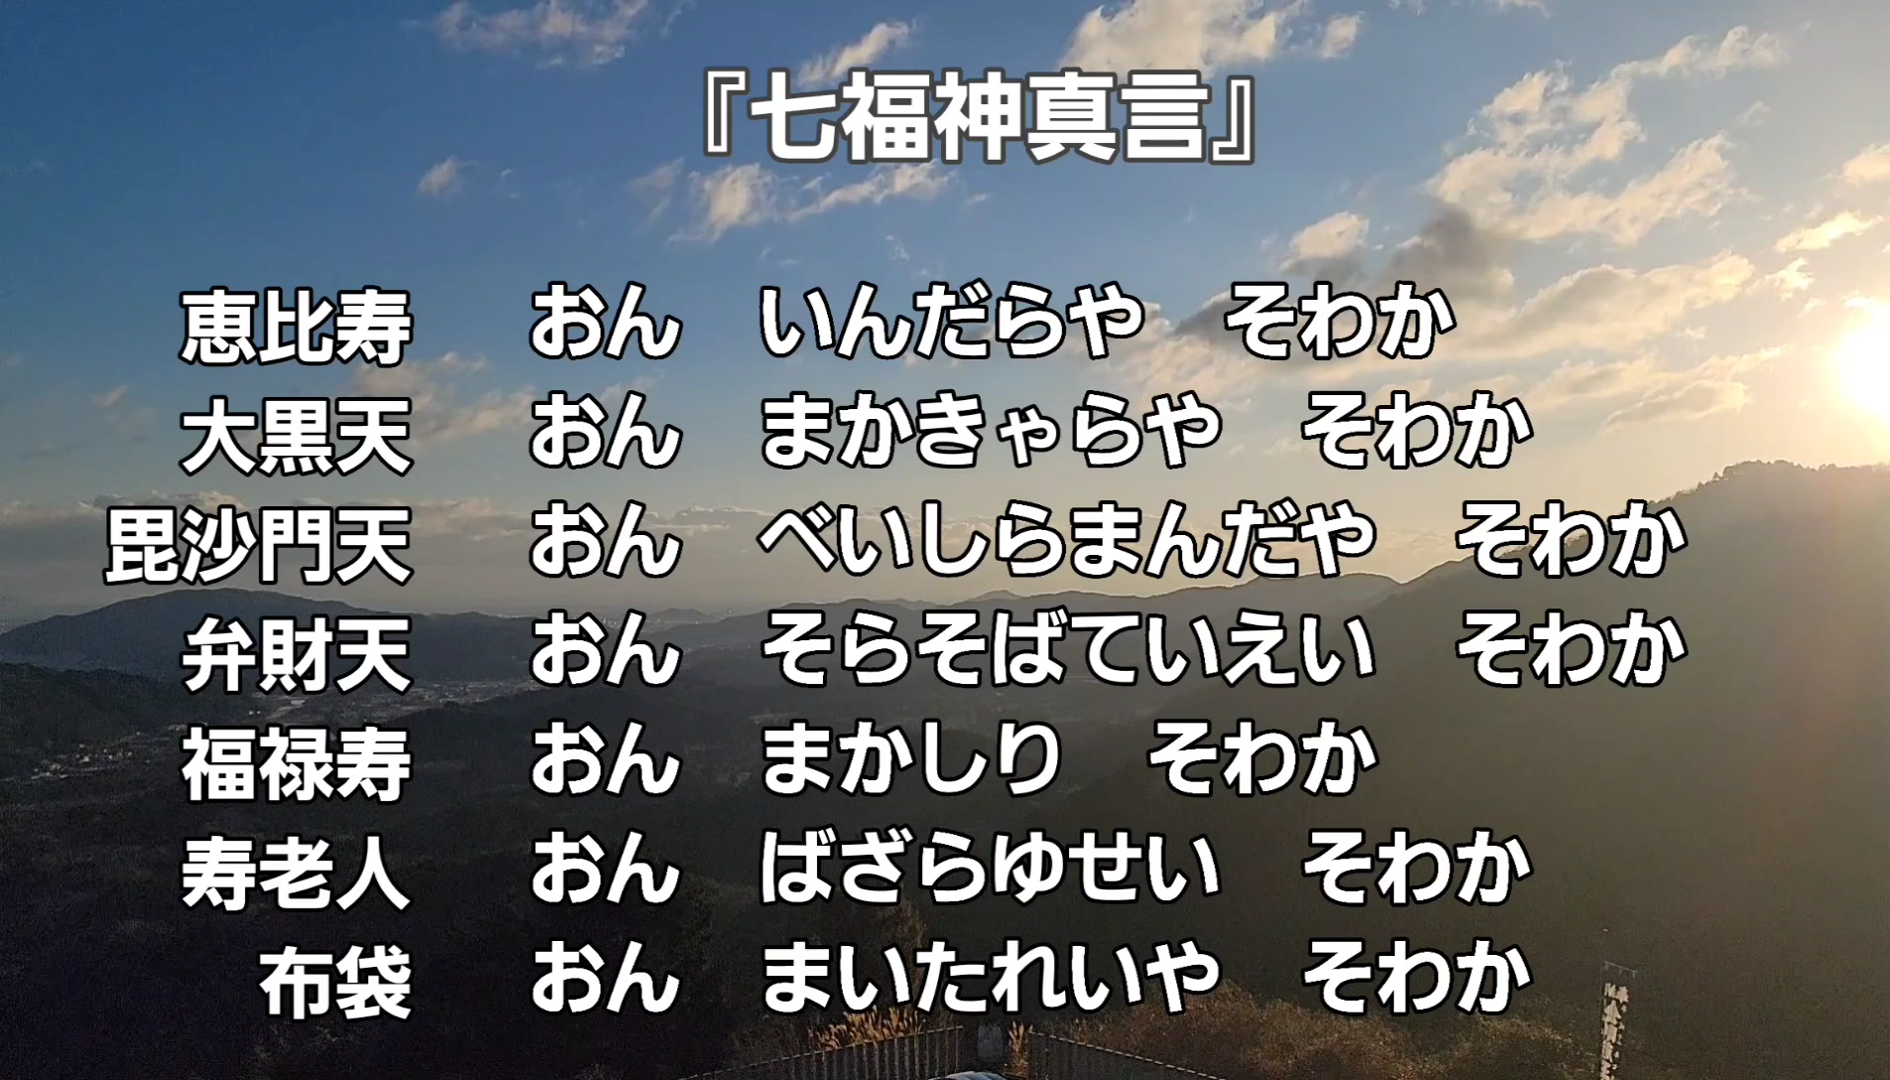 『七福神真言』
恵比寿　おん　いんだらや　そわか
大黒天　おん　まかきゃらや　そわか
毘沙門天　おん　べいしらまんだや　そわか
弁財天　おん　そらそばていえい　そわか
福禄寿　おん　まかしり　そわか
寿老人　おん　ばざらゆせい　そわか
布袋　おん　まいたれいや　そわか